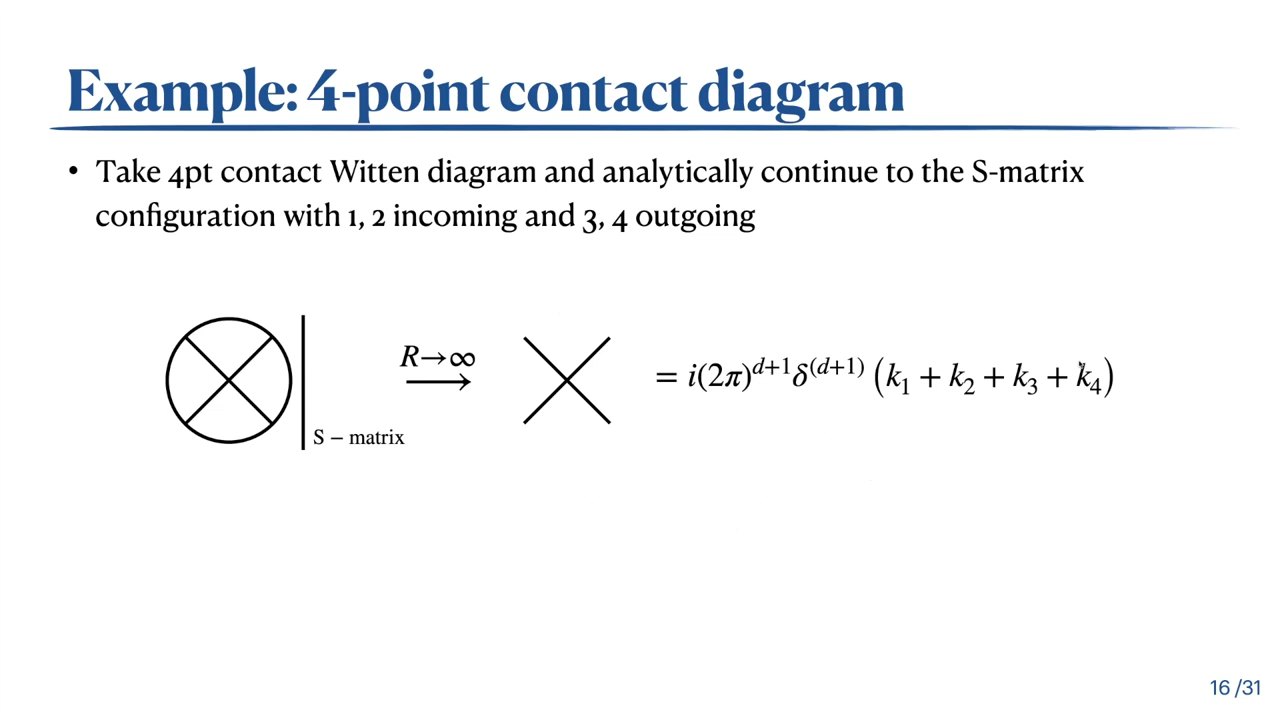 Example: 4-point contact diagram
• Take 4pt contact Witten diagram and analytically continue to the S-matrix
configuration with 1, 2 incoming and 3, 4 outgoing
R→∞
= i(2π)^{d+1}δ^{(d+1)} (k₁ + k₂ + k₃ + k₄)
S – matrix
16 /31